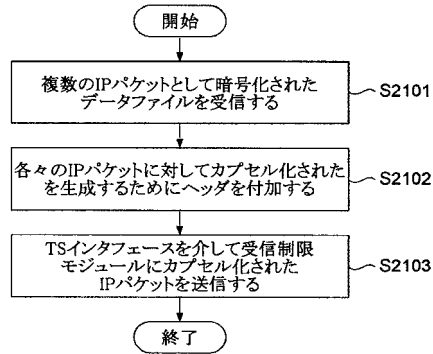 開始
複数のIPパケットとして暗号化された
データファイルを受信する
S2101
各々のIPパケットに対してカプセル化された
を生成するためにヘッダを付加する
S2102
TSインタフェースを介して受信制限
モジュールにカプセル化された
IPパケットを送信する
S2103
終了